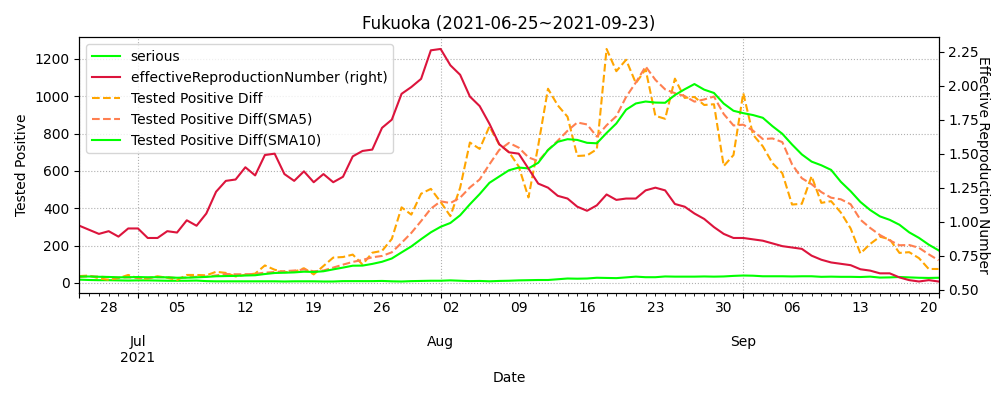 Fukuoka (2021-06-25~2021-09-23)
serious
effectiveReproductionNumber (right)
Tested Positive Diff
Tested Positive Diff(SMA5)
Tested Positive Diff(SMA10)
Tested Positive
1200
1000
800
600
400
200
0
Effective Reproduction Number
2.25
2.00
1.75
1.50
1.25
1.00
0.75
0.50
28 05 12 19 26 02 09 16 23 30 06 13 20
Jul Aug Sep
2021
Date